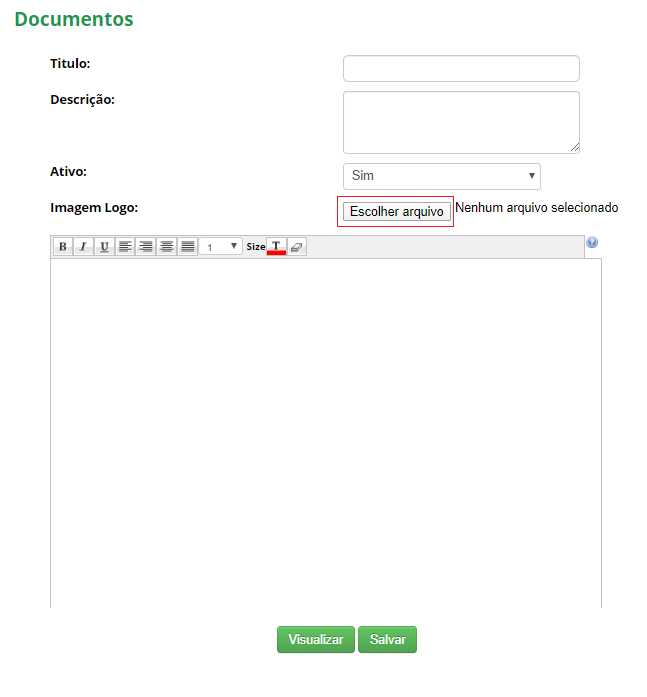 Documentos
Titulo:
Descrição:
Ativo: Sim
Imagem Logo: Escolher arquivo Nenhum arquivo selecionado
B I U 1 Size T
Visualizar Salvar